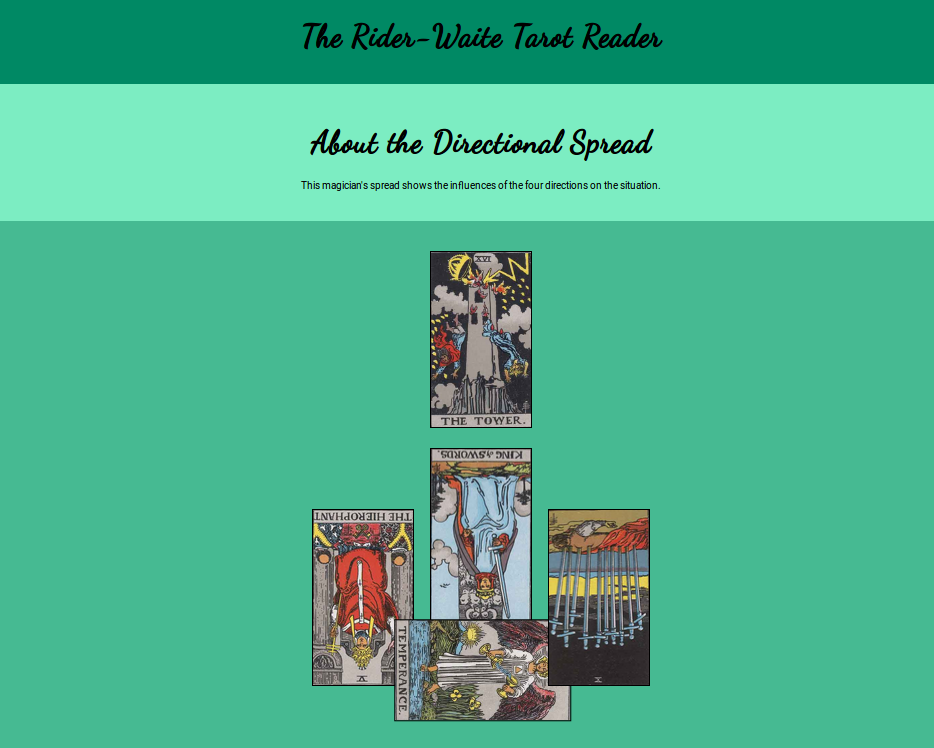 The Rider-Waite Tarot Reader
About the Directional Spread
This magician's spread shows the influences of the four directions on the situation.
XVI
THE TOWER.
KING of SWORDS.
THE HIEROPHANT
V
TEMPERANCE.
X